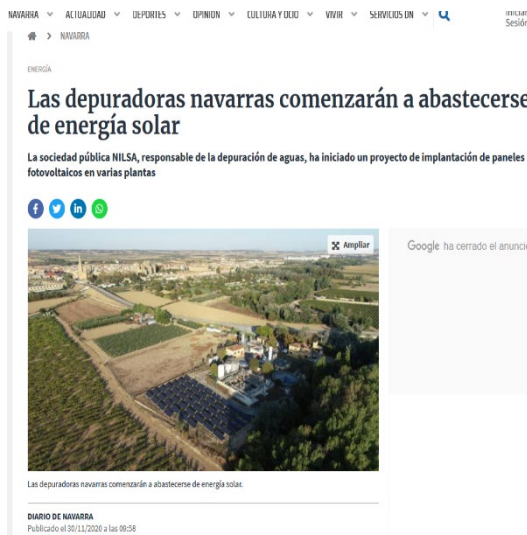 NAVARRA ACTUALIDAD DEPORTES OPINIÓN CULTURA Y OCIO VIVIR SERVICIOS DN
Iniciar
Sesión
NAVARRA
ENERGÍA
Las depuradoras navarras comenzarán a abastecerse
de energía solar
La sociedad pública NILSA, responsable de la depuración de aguas, ha iniciado un proyecto de implantación de paneles
fotovoltaicos en varias plantas
Ampliar
Google ha cerrado el anuncio
Las depuradoras navarras comenzarán a abastecerse de energía solar.
DIARIO DE NAVARRA
Publicado el 30/11/2020 a las 09:58